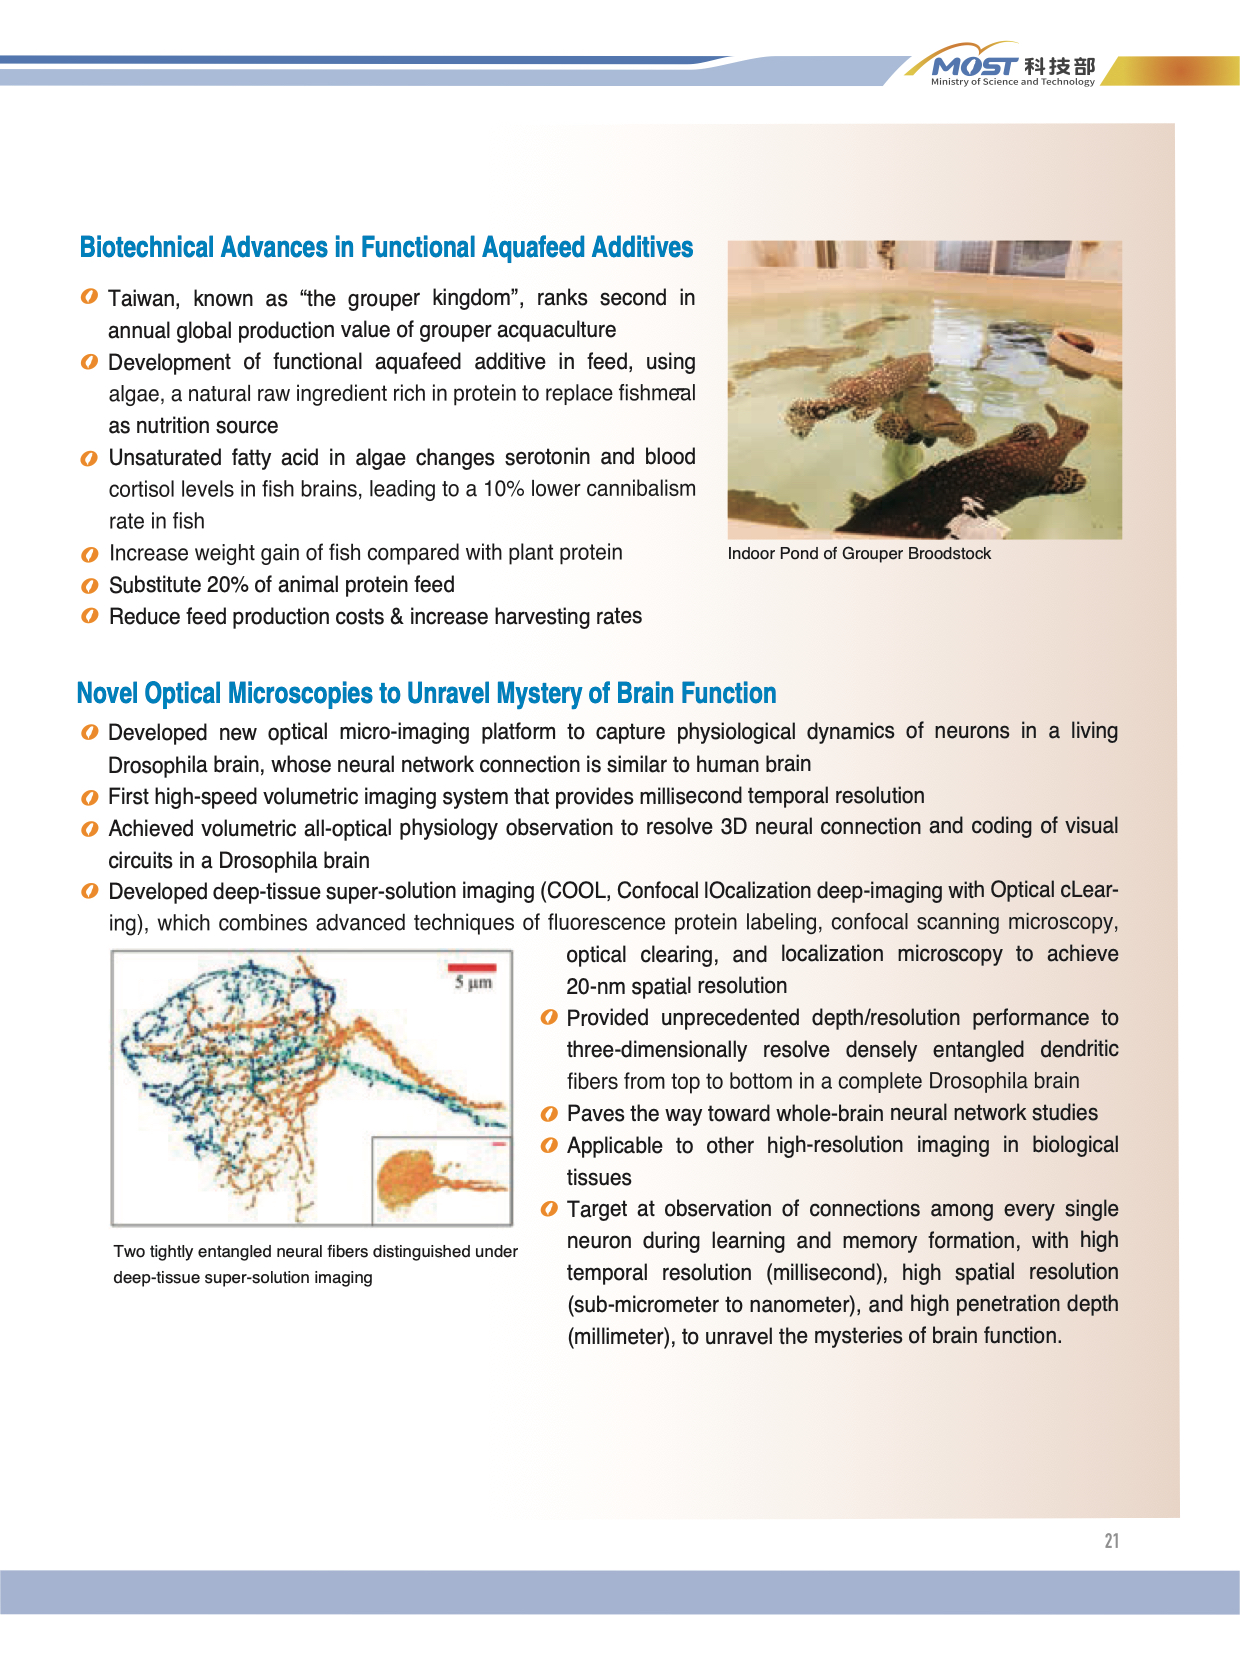 MOST 科技部
Ministry of Science and Technology
Biotechnical Advances in Functional Aquafeed Additives
Taiwan, known as “the grouper kingdom”, ranks second in
annual global production value of grouper acquaculture
Development of functional aquafeed additive in feed, using
algae, a natural raw ingredient rich in protein to replace fishmeal
as nutrition source
Unsaturated fatty acid in algae changes serotonin and blood
cortisol levels in fish brains, leading to a 10% lower cannibalism
rate in fish
Increase weight gain of fish compared with plant protein
Substitute 20% of animal protein feed
Reduce feed production costs & increase harvesting rates
Indoor Pond of Grouper Broodstock
Novel Optical Microscopies to Unravel Mystery of Brain Function
Developed new optical micro-imaging platform to capture physiological dynamics of neurons in a living
Drosophila brain, whose neural network connection is similar to human brain
First high-speed volumetric imaging system that provides millisecond temporal resolution
Achieved volumetric all-optical physiology observation to resolve 3D neural connection and coding of visual
circuits in a Drosophila brain
Developed deep-tissue super-solution imaging (COOL, Confocal lOcalization deep-imaging with Optical cLear-
ing), which combines advanced techniques of fluorescence protein labeling, confocal scanning microscopy,
optical clearing, and localization microscopy to achieve
20-nm spatial resolution
Provided unprecedented depth/resolution performance to
three-dimensionally resolve densely entangled dendritic
fibers from top to bottom in a complete Drosophila brain
Paves the way toward whole-brain neural network studies
Applicable to other high-resolution imaging in biological
tissues
Target at observation of connections among every single
neuron during learning and memory formation, with high
temporal resolution (millisecond), high spatial resolution
(sub-micrometer to nanometer), and high penetration depth
(millimeter), to unravel the mysteries of brain function.
5 μm
Two tightly entangled neural fibers distinguished under
deep-tissue super-solution imaging
21